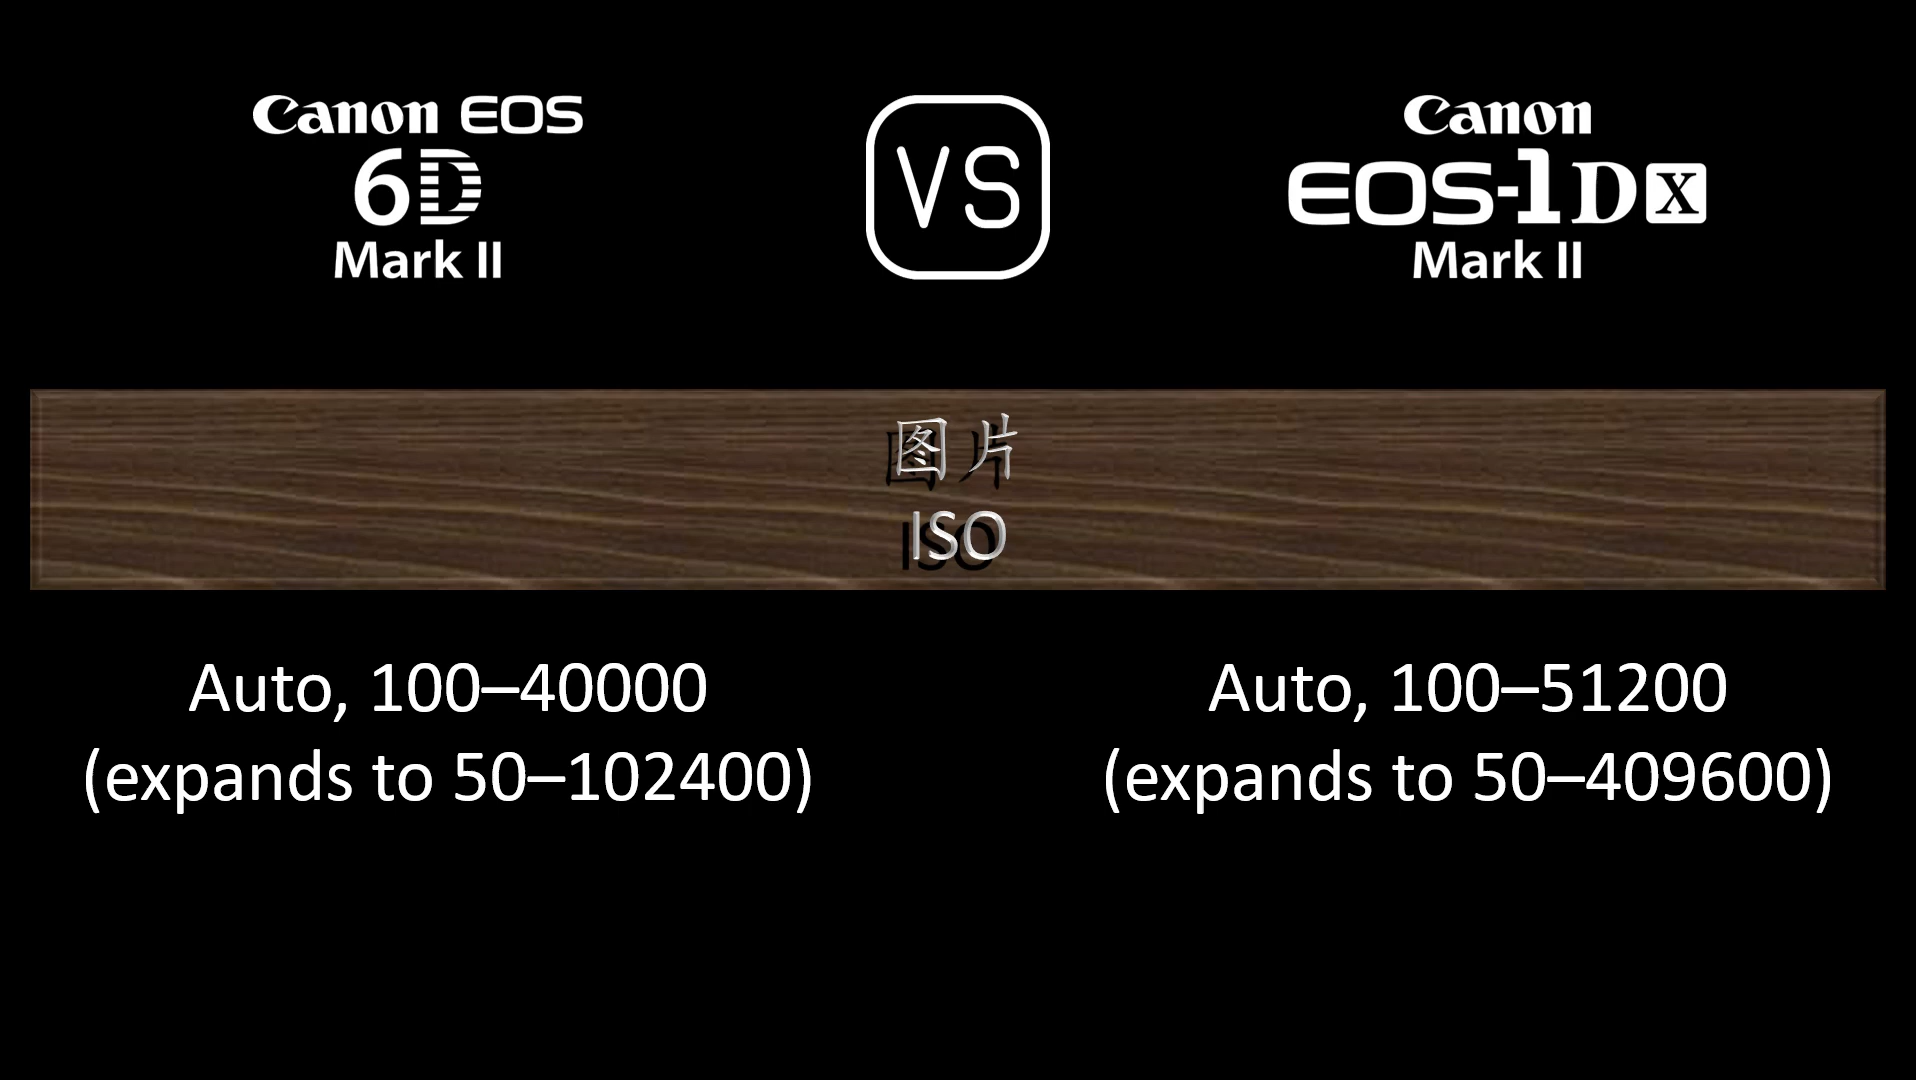 Canon EOS
6D
Mark II
VS
Canon
EOS-1DX
Mark II
图片
ISO
Auto, 100–40000
(expands to 50–102400)
Auto, 100–51200
(expands to 50–409600)